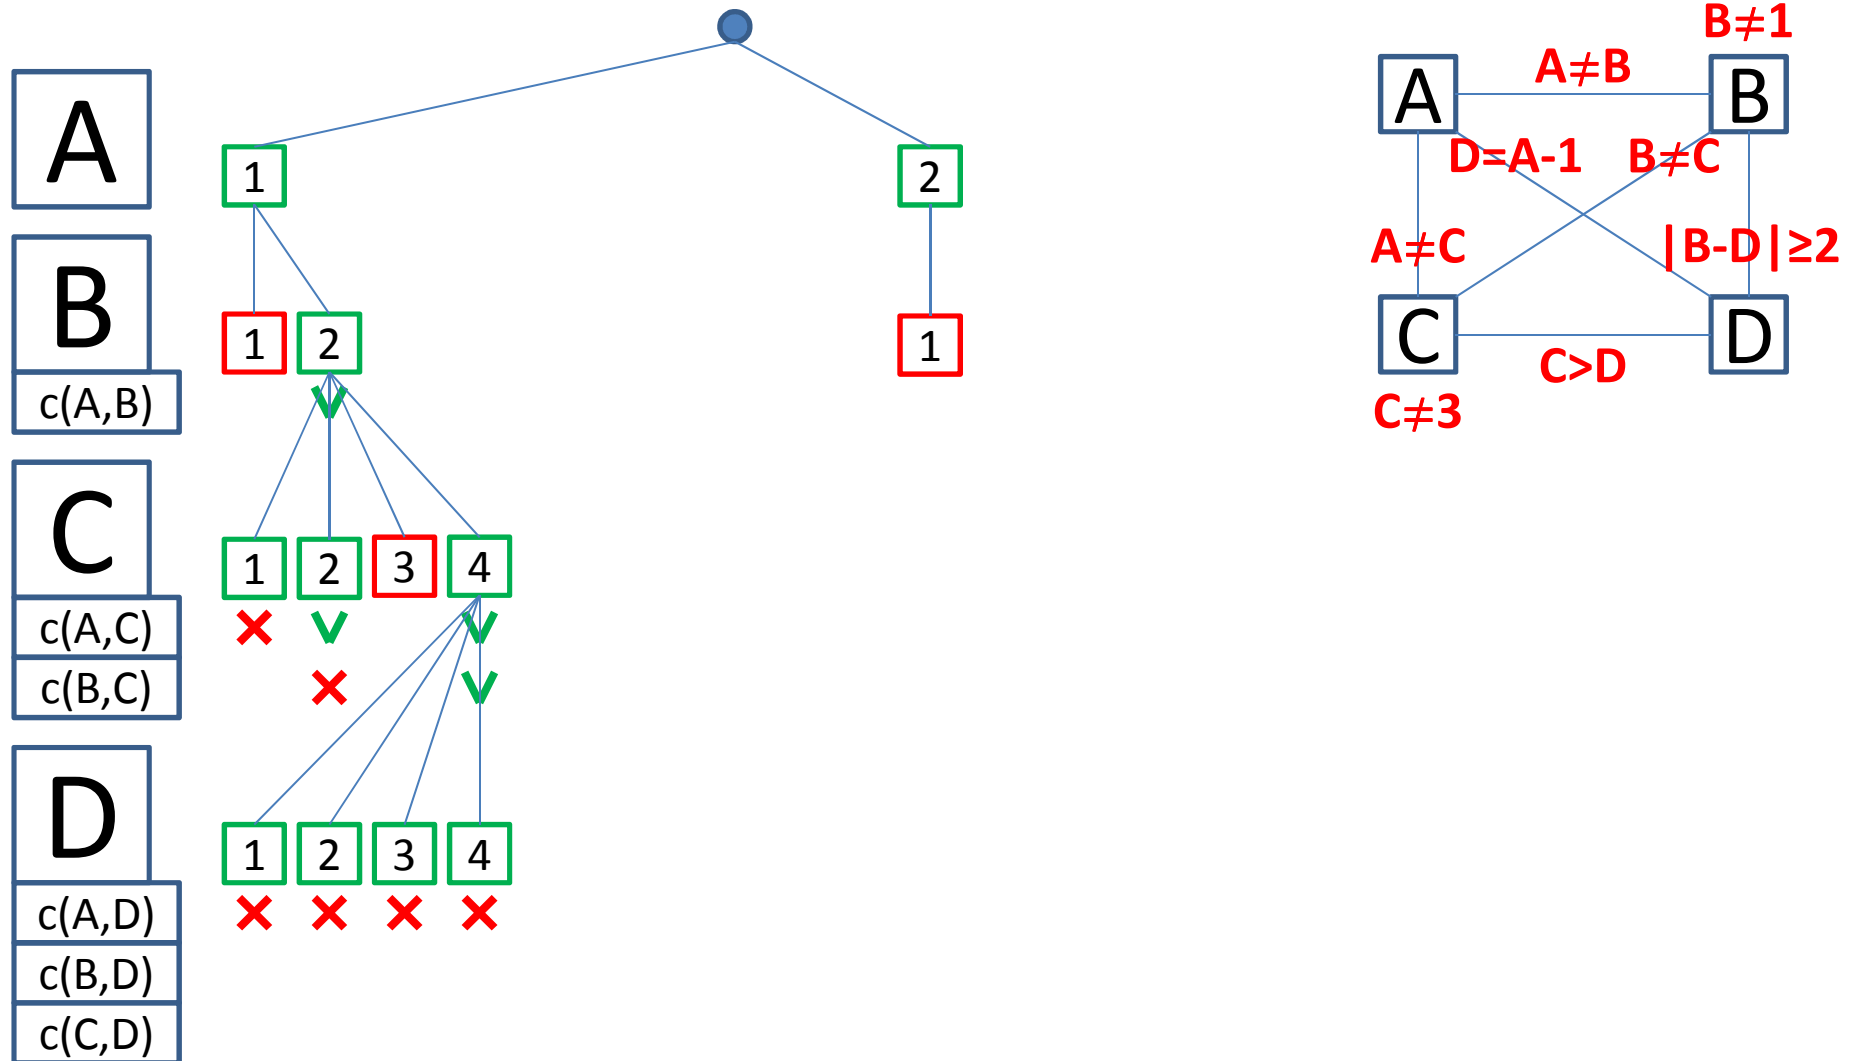 B≠1
A≠B
A
A
B
1
2
D=A-1
B≠C
A≠C
|B-D|≥2
B
1
2
1
C
D
C>D
c(A,B)
C≠3
C
1
2
3
4
c(A,C)
c(B,C)
D
1
2
3
4
c(A,D)
c(B,D)
c(C,D)